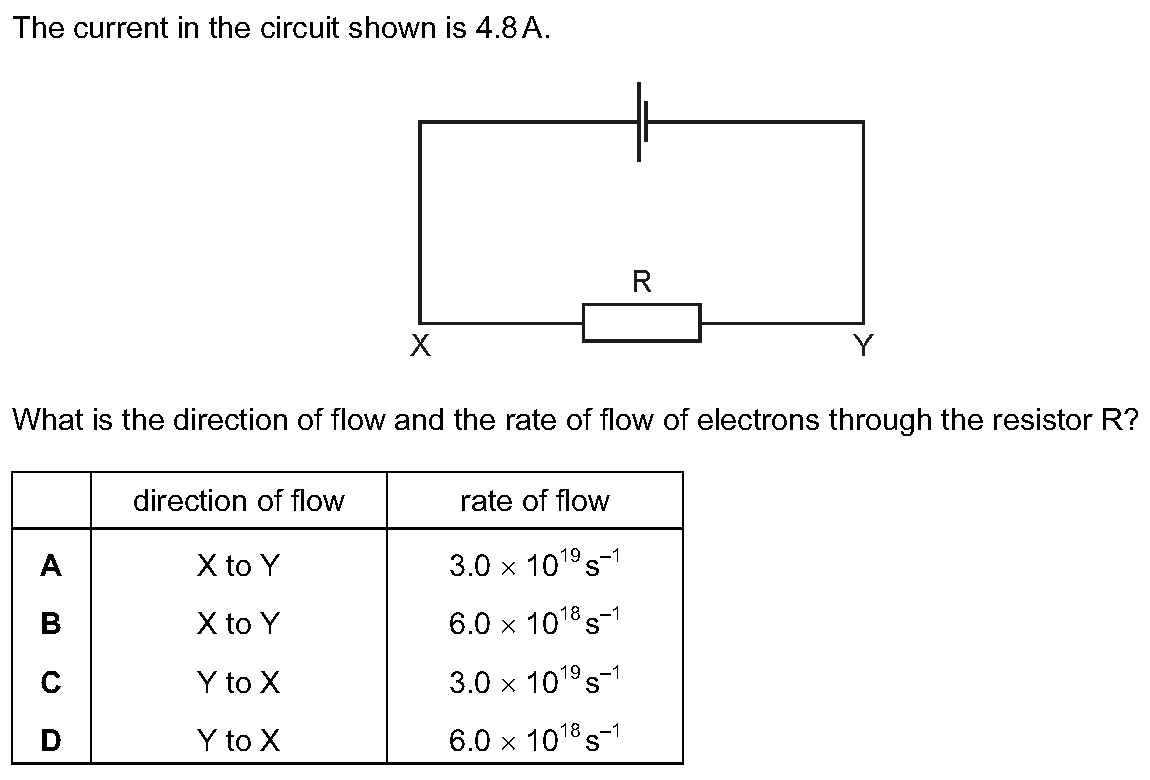 The current in the circuit shown is 4.8 A.
R
X Y
What is the direction of flow and the rate of flow of electrons through the resistor R?
direction of flow rate of flow
A X to Y 3.0 × 10¹⁹ s⁻¹
B X to Y 6.0 × 10¹⁸ s⁻¹
C Y to X 3.0 × 10¹⁹ s⁻¹
D Y to X 6.0 × 10¹⁸ s⁻¹